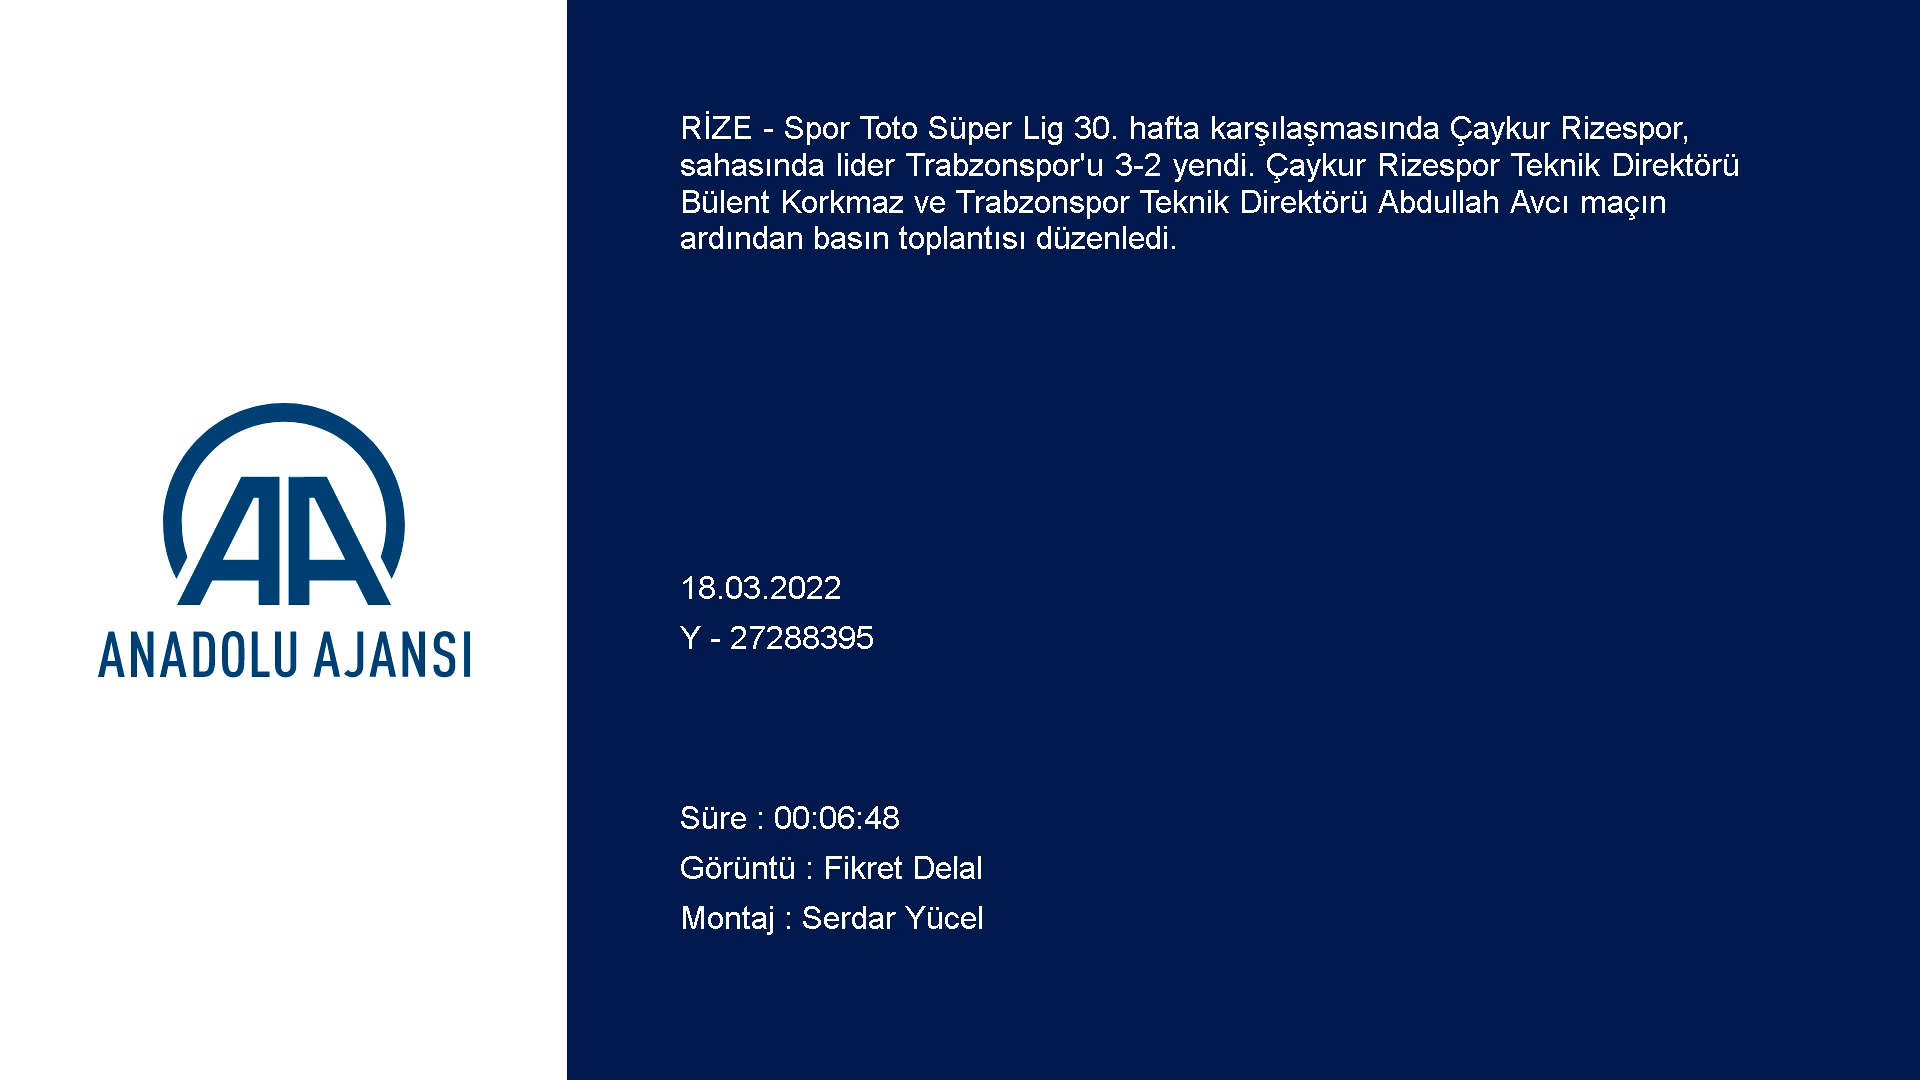 RİZE - Spor Toto Süper Lig 30. hafta karşılaşmasında Çaykur Rizespor,
sahasında lider Trabzonspor'u 3-2 yendi. Çaykur Rizespor Teknik Direktörü
Bülent Korkmaz ve Trabzonspor Teknik Direktörü Abdullah Avcı maçın
ardından basın toplantısı düzenledi.
AA
ANADOLU AJANSI
18.03.2022
Y - 27288395
Süre : 00:06:48
Görüntü : Fikret Delal
Montaj : Serdar Yücel